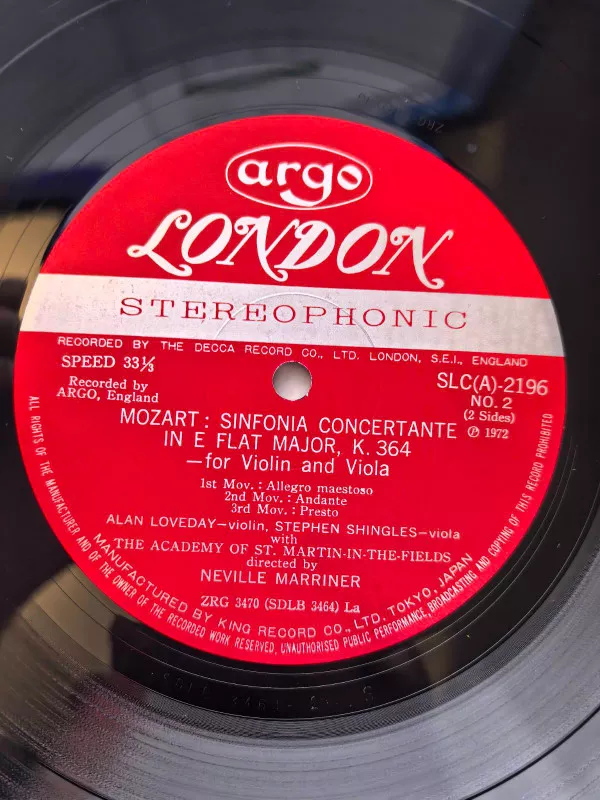 argo
LONDON
STEREOPHONIC
RECORDED BY THE DECCA RECORD CO., LTD. LONDON, S.E.I., ENGLAND
SPEED 33⅓
Recorded by
ARGO, England
SLC(A)-2196
NO. 2
(2 Sides)
℗ 1972
MOZART: SINFONIA CONCERTANTE
IN E FLAT MAJOR, K. 364
—for Violin and Viola
1st Mov.: Allegro maestoso
2nd Mov.: Andante
3rd Mov.: Presto
ALAN LOVEDAY—violin, STEPHEN SHINGLES—viola
with
THE ACADEMY OF ST. MARTIN-IN-THE-FIELDS
directed by
NEVILLE MARRINER
ZRG 3470 (SDLB 3464) La
MANUFACTURED BY KING RECORD CO., LTD. TOKYO, JAPAN
ALL RIGHTS OF THE MANUFACTURER AND OF THE OWNER OF THE RECORDED WORK RESERVED, UNAUTHORISED PUBLIC PERFORMANCE, BROADCASTING AND COPYING OF THIS RECORD PROHIBITED